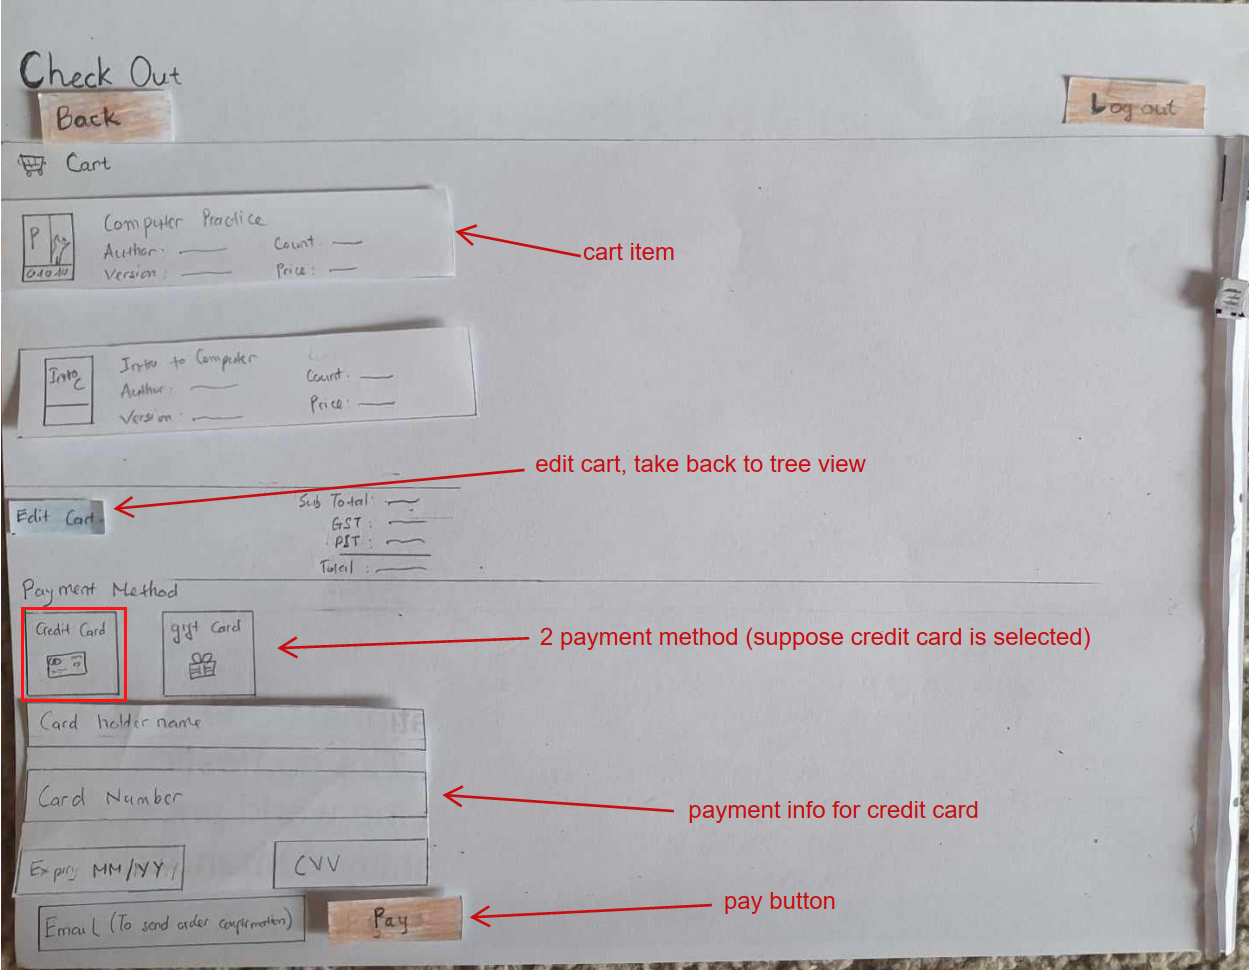 Check Out
Back
Log out
Cart
P
Computer Practice
Author:
Count:
Version:
Price:
01010
cart item
Into C
Intru to Computer
Author:
Count:
Version:
Price:
edit cart, take back to tree view
Edit Cart
Sub Total:
GST:
PST:
Total:
Payment Method
Credit Card
gift Card
2 payment method (suppose credit card is selected)
Card holder name
Card Number
payment info for credit card
Expiry MM/YY
CVV
pay button
Email (To send order confirmation)
Pay